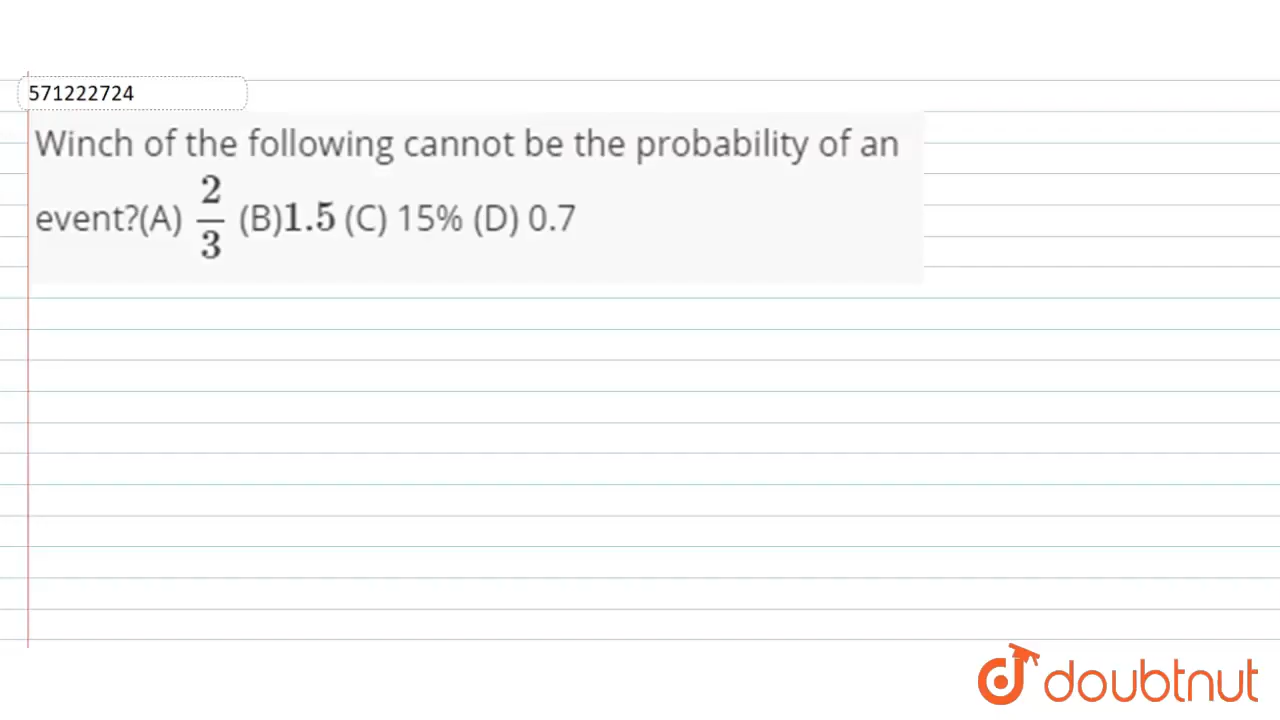 571222724
Winch of the following cannot be the probability of an
event?(A) 2/3 (B)1.5 (C) 15% (D) 0.7
doubtnut